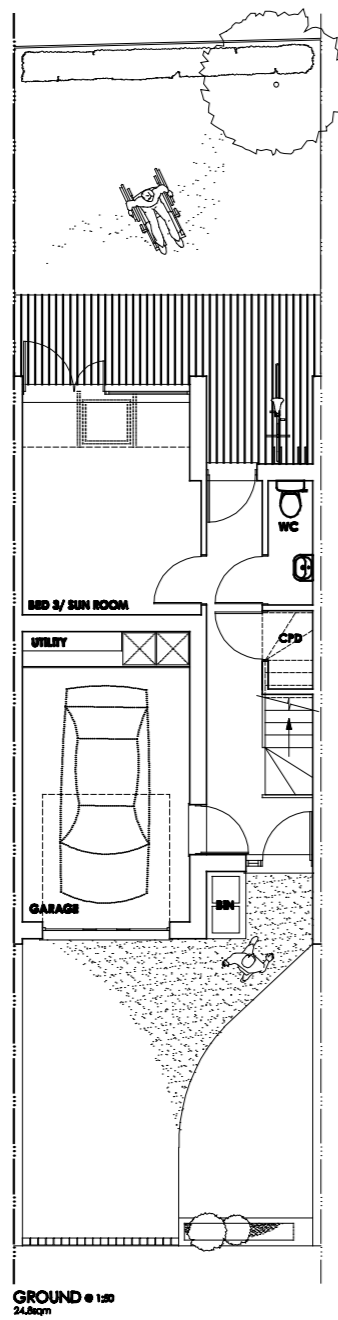 WC
BED 3/ SUN ROOM
UTILITY
CPD
GARAGE
BIN
GROUND @ 1:50
24.8sqm